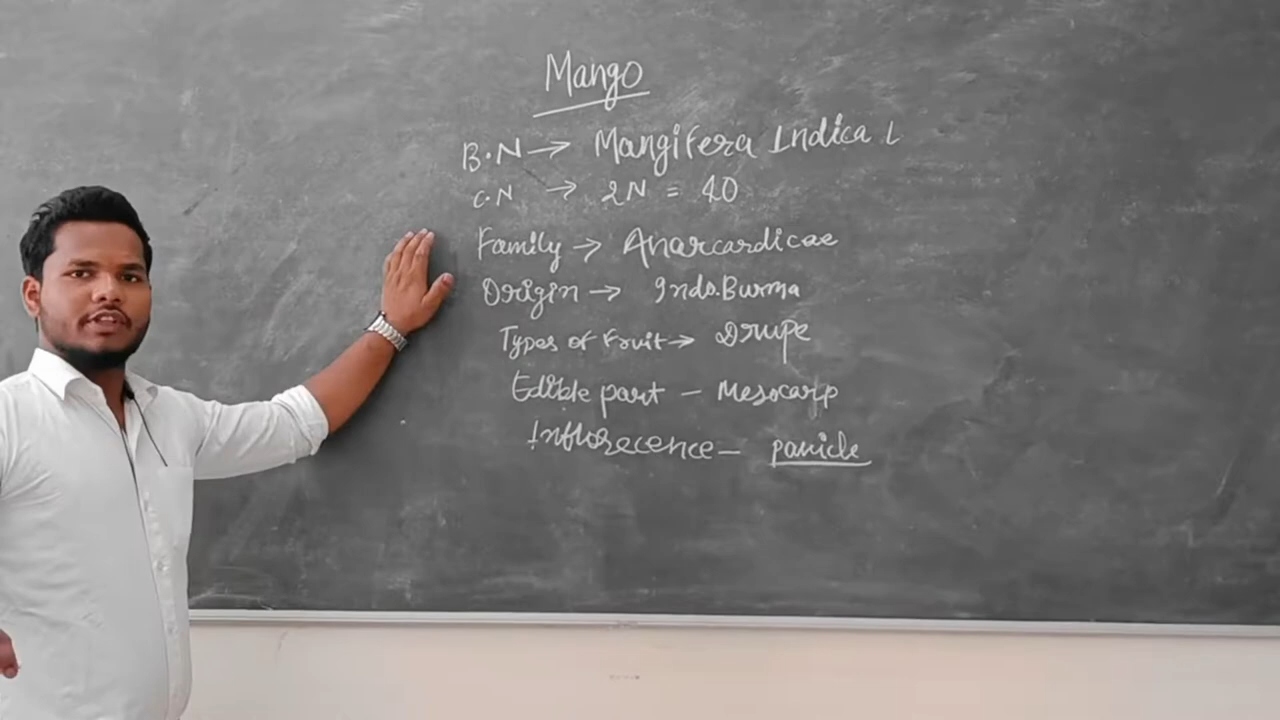 Mango
B.N → Mangifera Indica L
C.N → 2N = 40
Family → Anarcardicae
Origin → Indo.Burma
Types of Fruit → Drupe
Edible part - Mesocarp
Inflorecence - panicle